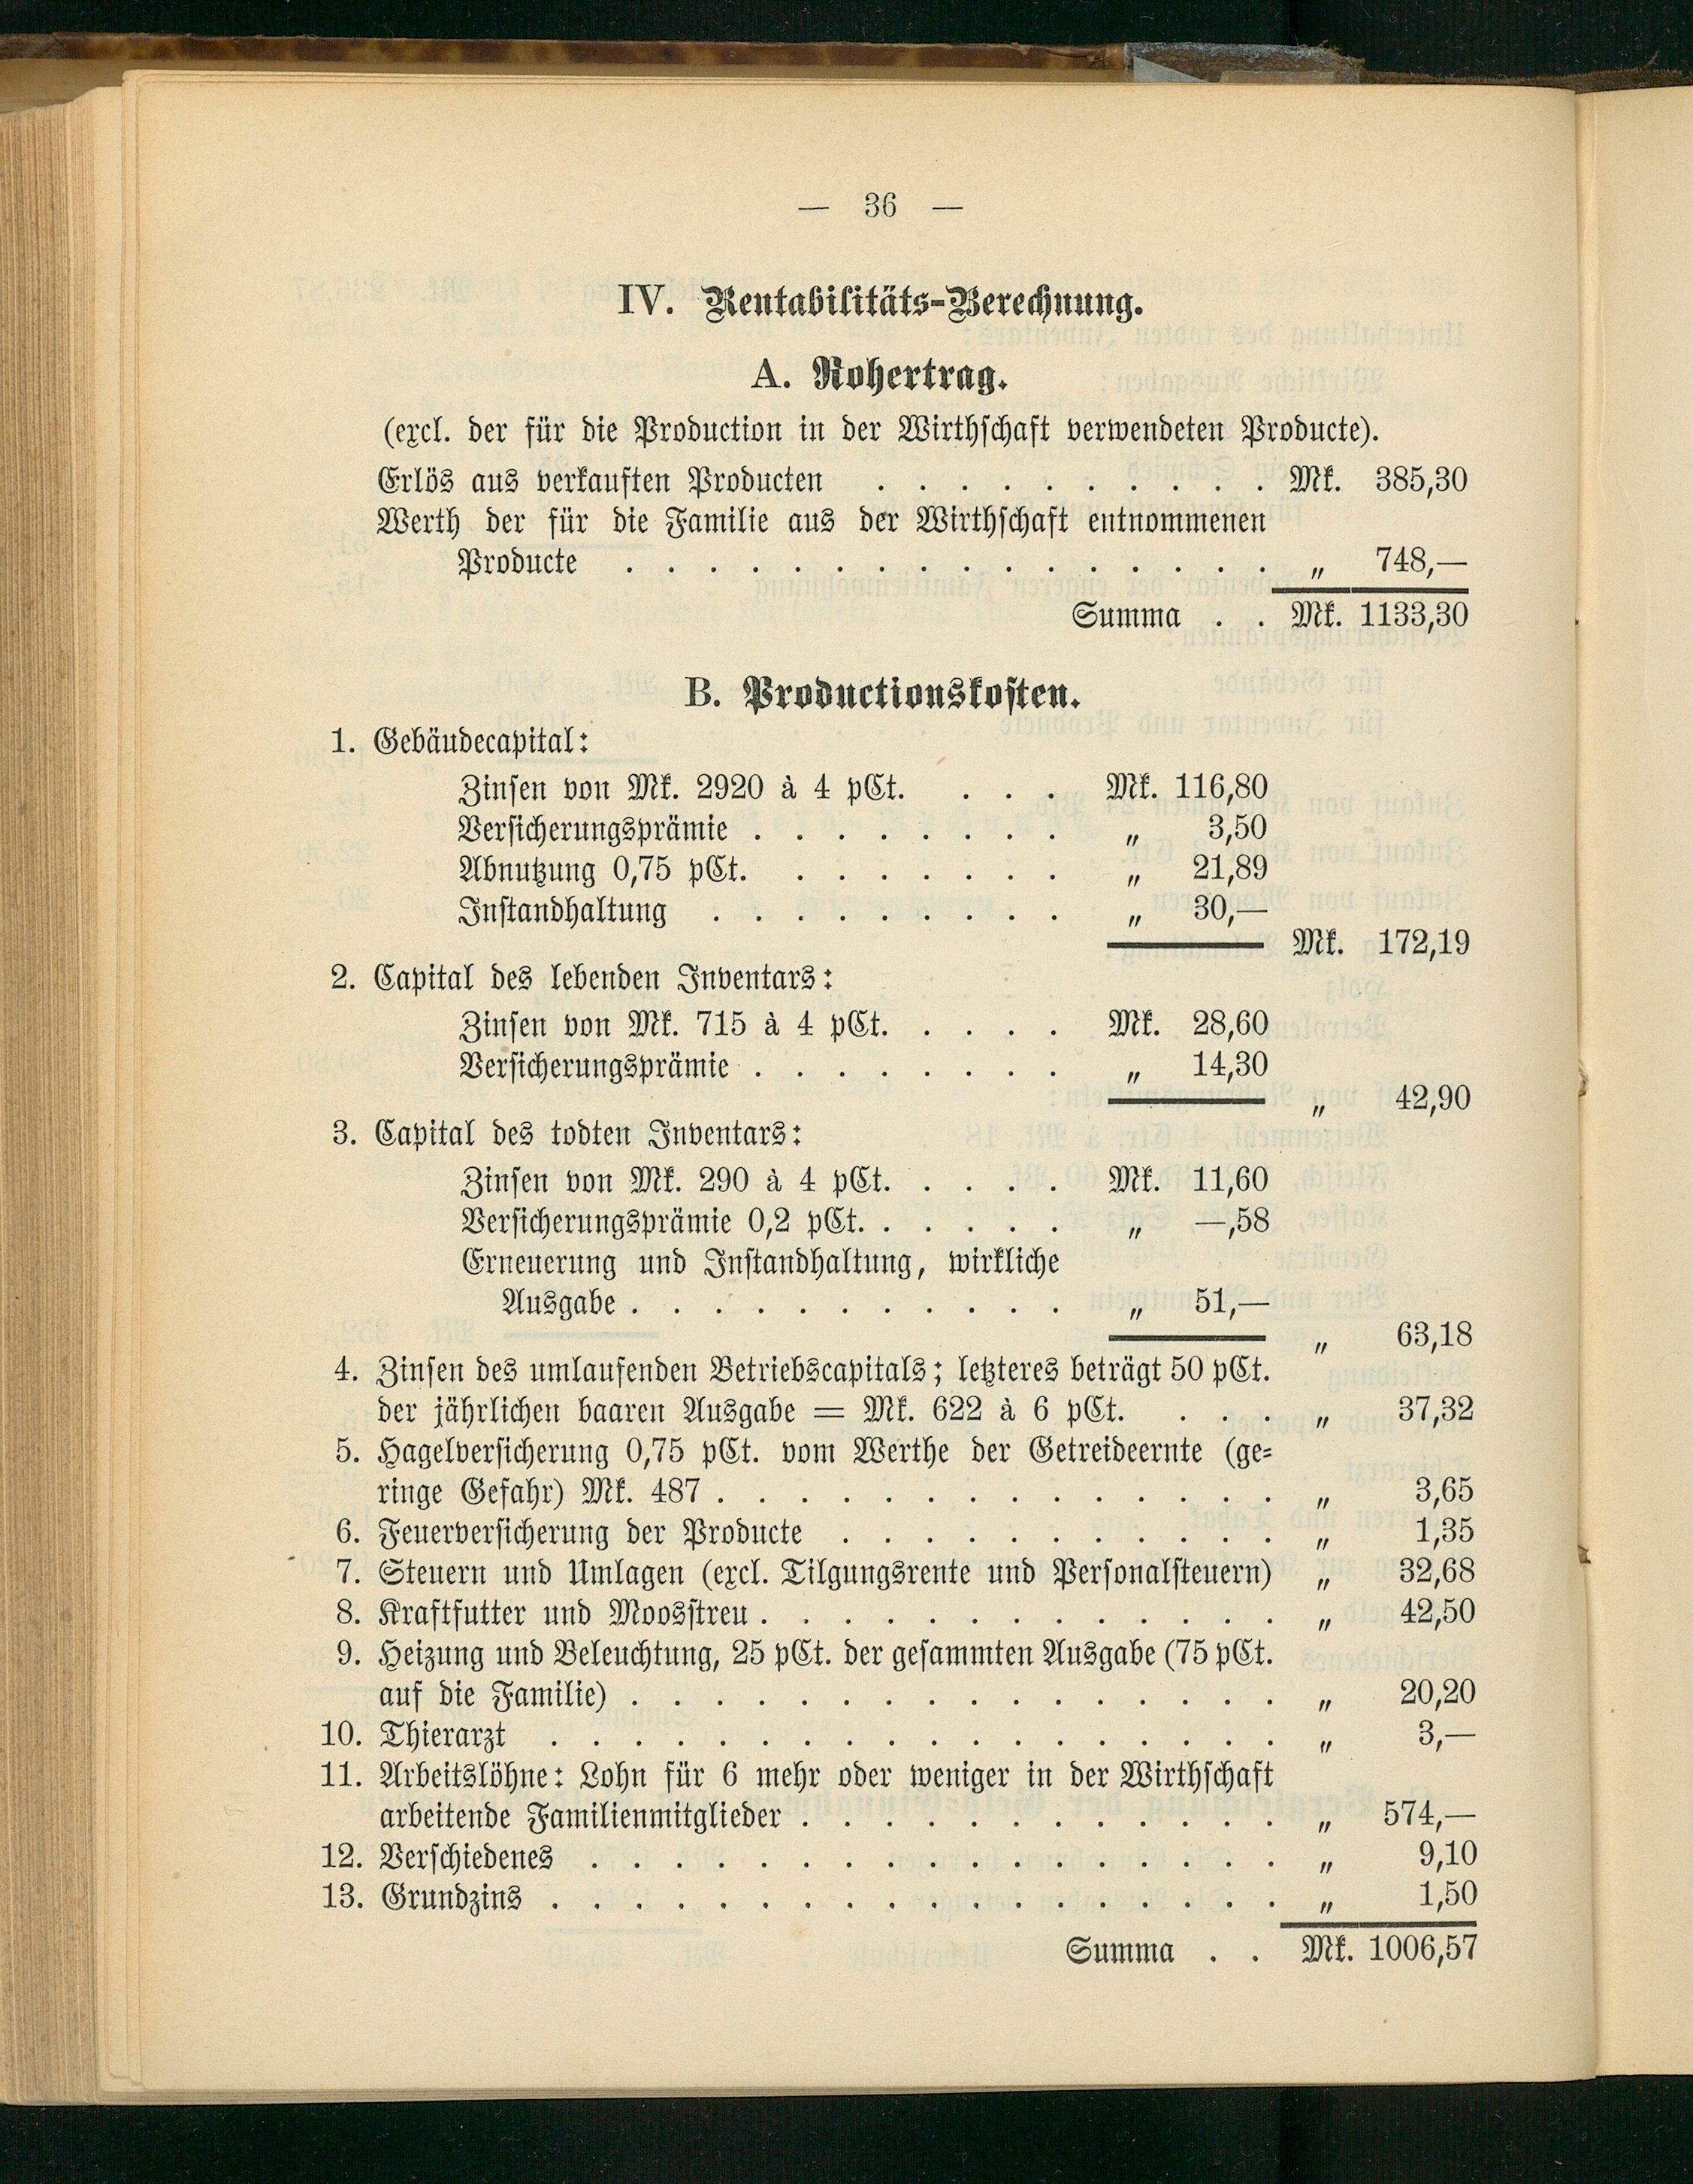 — 36 —
IV. Rentabilitäts-Berechnung.
A. Rohertrag.
(excl. der für die Production in der Wirthschaft verwendeten Producte).
Erlös aus verkauften Producten . . . . . . . . . . Mk. 385,30
Werth der für die Familie aus der Wirthschaft entnommenen
Producte . . . . . . . . . . . . . . . . „ 748,—
Summa . . Mk. 1133,30
B. Productionskosten.
1. Gebäudecapital:
Zinsen von Mk. 2920 à 4 pCt. . . . Mk. 116,80
Versicherungsprämie . . . . . . . . „ 3,50
Abnutzung 0,75 pCt. . . . . . . . „ 21,89
Instandhaltung . . . . . . . . . „ 30,—
Mk. 172,19
2. Capital des lebenden Inventars:
Zinsen von Mk. 715 à 4 pCt. . . . . Mk. 28,60
Versicherungsprämie . . . . . . . . „ 14,30
„ 42,90
3. Capital des todten Inventars:
Zinsen von Mk. 290 à 4 pCt. . . . . Mk. 11,60
Versicherungsprämie 0,2 pCt. . . . . . „ —,58
Erneuerung und Instandhaltung, wirkliche
Ausgabe . . . . . . . . . . . „ 51,—
„ 63,18
4. Zinsen des umlaufenden Betriebscapitals; letzteres beträgt 50 pCt.
der jährlichen baaren Ausgabe = Mk. 622 à 6 pCt. . . . „ 37,32
5. Hagelversicherung 0,75 pCt. vom Werthe der Getreideernte (ge-
ringe Gefahr) Mk. 487 . . . . . . . . . . . . . . „ 3,65
6. Feuerversicherung der Producte . . . . . . . . . . . „ 1,35
7. Steuern und Umlagen (excl. Tilgungsrente und Personalsteuern) „ 32,68
8. Kraftfutter und Moosstreu . . . . . . . . . . . . . „ 42,50
9. Heizung und Beleuchtung, 25 pCt. der gesammten Ausgabe (75 pCt.
auf die Familie) . . . . . . . . . . . . . . . . „ 20,20
10. Thierarzt . . . . . . . . . . . . . . . . . . „ 3,—
11. Arbeitslöhne: Lohn für 6 mehr oder weniger in der Wirthschaft
arbeitende Familienmitglieder . . . . . . . . . . . . „ 574,—
12. Verschiedenes . . . . . . . . . . . . . . . . . „ 9,10
13. Grundzins . . . . . . . . . . . . . . . . . . „ 1,50
Summa . . Mk. 1006,57